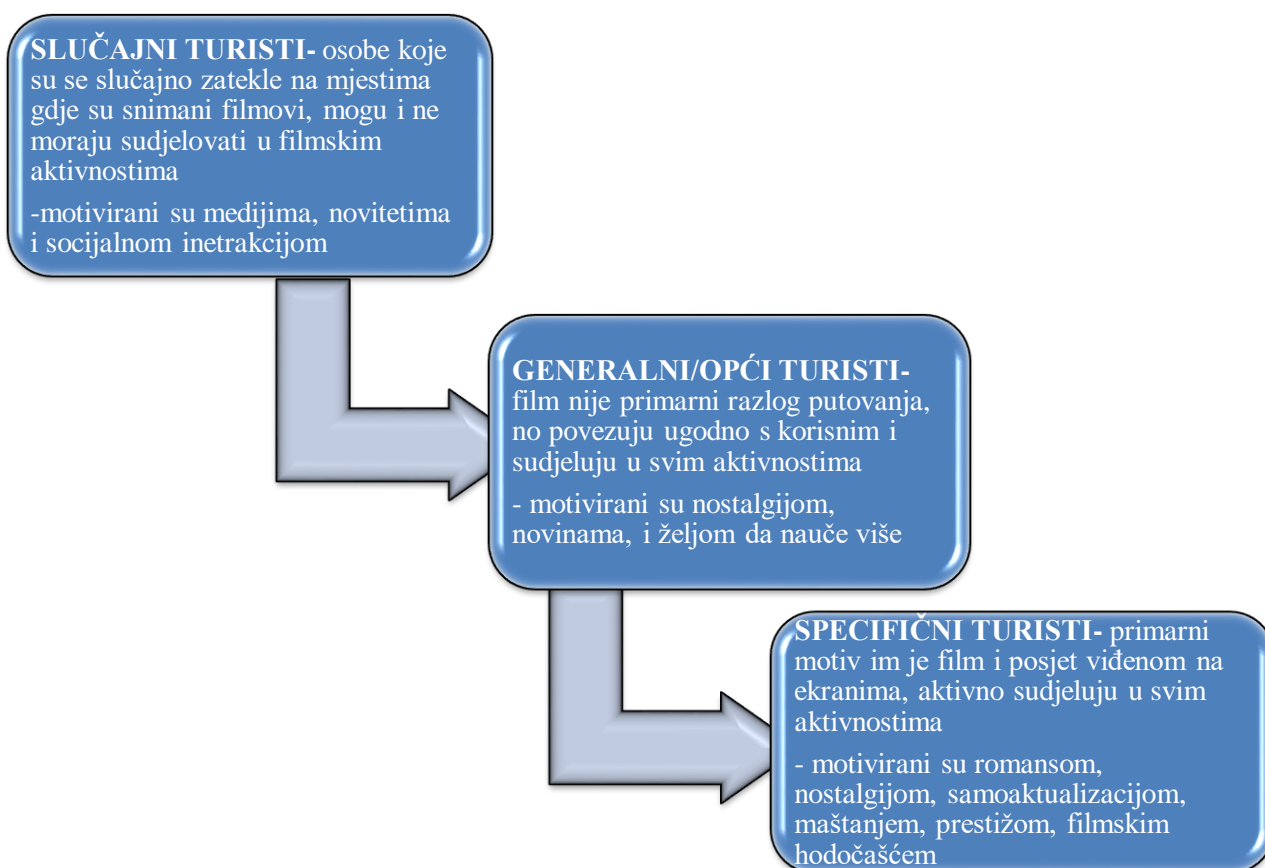 SLUČAJNI TURISTI- osobe koje
su se slučajno zatekle na mjestima
gdje su snimani filmovi, mogu i ne
moraju sudjelovati u filmskim
aktivnostima
-motivirani su medijima, novitetima
i socijalnom inetrakcijom
GENERALNI/OPĆI TURISTI-
film nije primarni razlog putovanja,
no povezuju ugodno s korisnim i
sudjeluju u svim aktivnostima
- motivirani su nostalgijom,
novinama, i željom da nauče više
SPECIFIČNI TURISTI- primarni
motiv im je film i posjet viđenom na
ekranima, aktivno sudjeluju u svim
aktivnostima
- motivirani su romansom,
nostalgijom, samoaktualizacijom,
maštanjem, prestižom, filmskim
hodočašćem